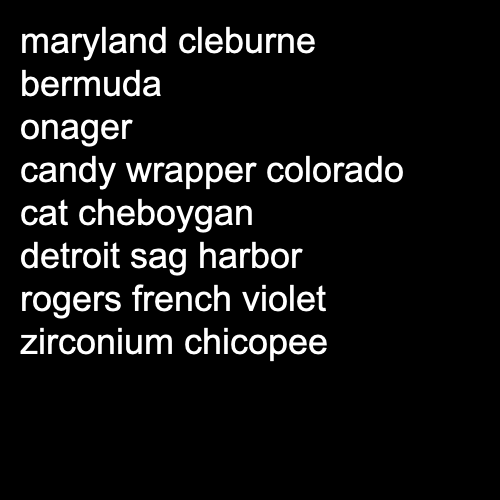 maryland cleburne
bermuda
onager
candy wrapper colorado
cat cheboygan
detroit sag harbor
rogers french violet
zirconium chicopee